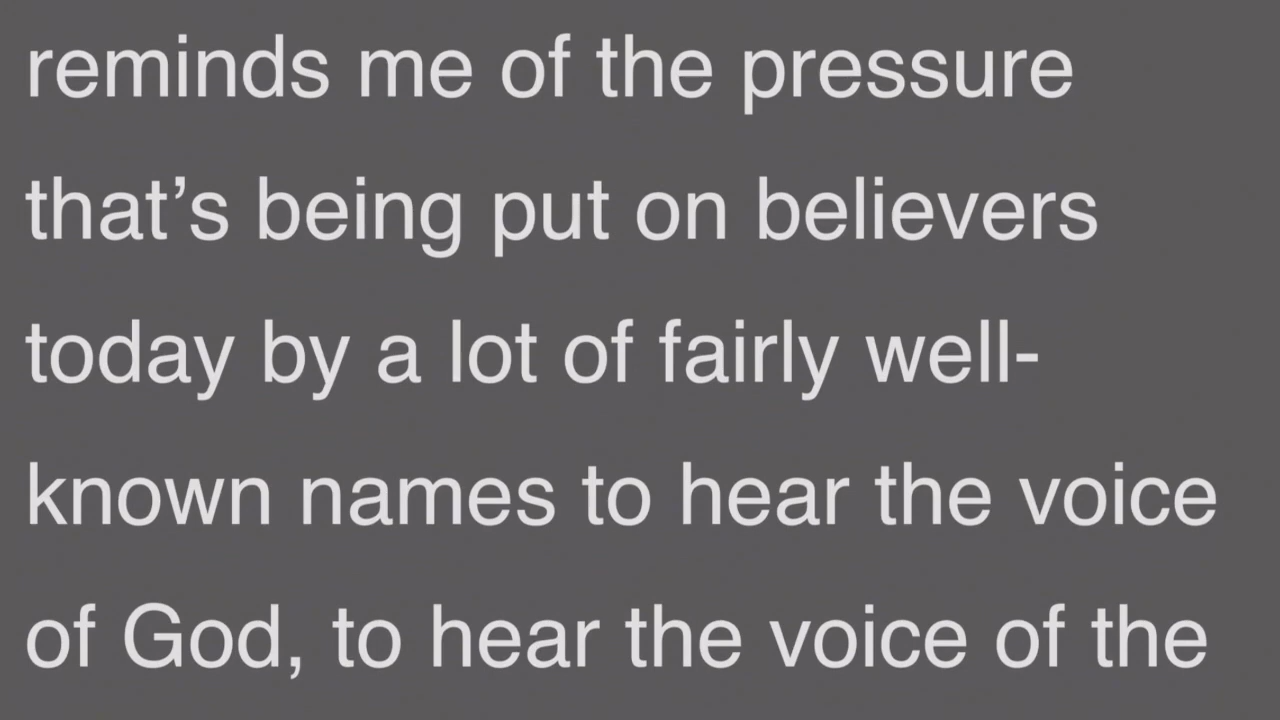 reminds me of the pressure
that’s being put on believers
today by a lot of fairly well-
known names to hear the voice
of God, to hear the voice of the